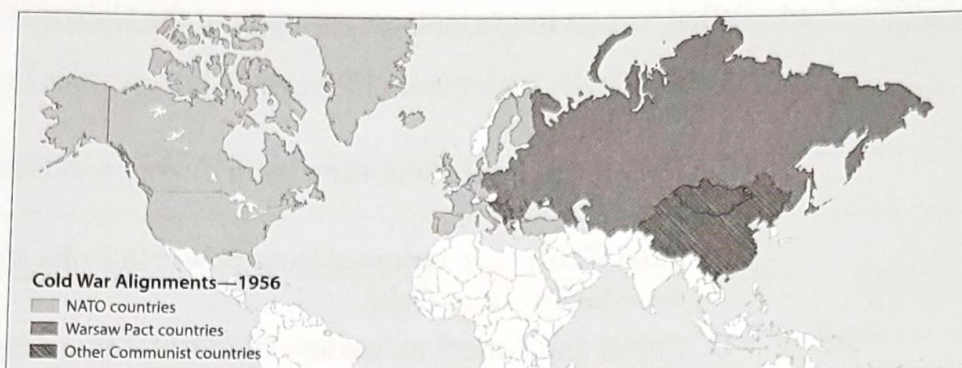 Cold War Alignments—1956
NATO countries
Warsaw Pact countries
Other Communist countries